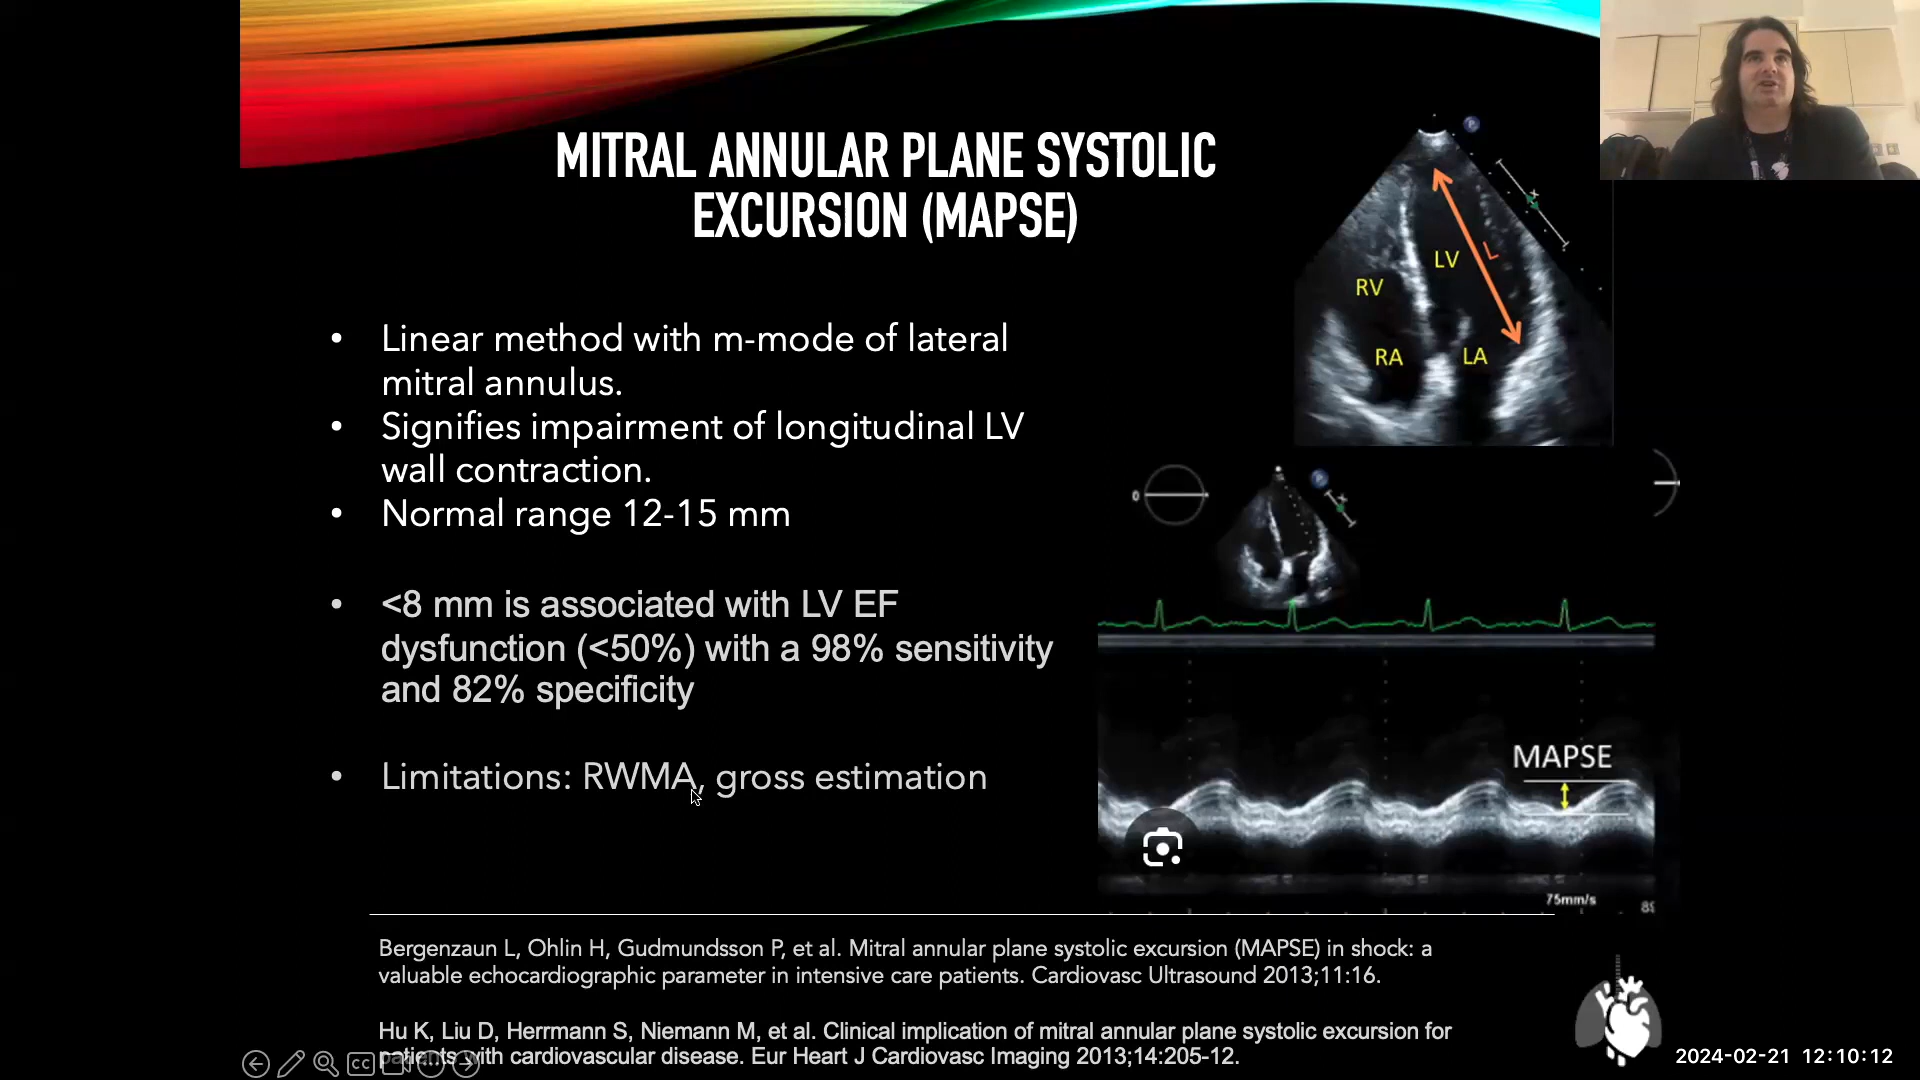 MITRAL ANNULAR PLANE SYSTOLIC
EXCURSION (MAPSE)
• Linear method with m-mode of lateral
mitral annulus.
• Signifies impairment of longitudinal LV
wall contraction.
• Normal range 12-15 mm
• <8 mm is associated with LV EF
dysfunction (<50%) with a 98% sensitivity
and 82% specificity
• Limitations: RWMA, gross estimation
P
L
LV
RV
RA
LA
0
MAPSE
75mm/s
Bergenzaun L, Ohlin H, Gudmundsson P, et al. Mitral annular plane systolic excursion (MAPSE) in shock: a
valuable echocardiographic parameter in intensive care patients. Cardiovasc Ultrasound 2013;11:16.
Hu K, Liu D, Herrmann S, Niemann M, et al. Clinical implication of mitral annular plane systolic excursion for
patients with cardiovascular disease. Eur Heart J Cardiovasc Imaging 2013;14:205-12.
CC
2024-02-21 12:10:12